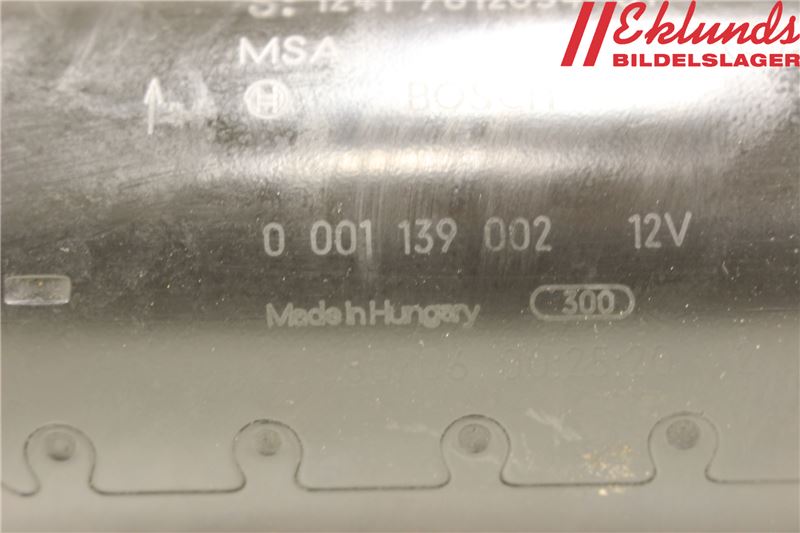 Eklunds
BILDELSLAGER
MSA
BOSCH
0 001 139 002 12V
Made in Hungary 300